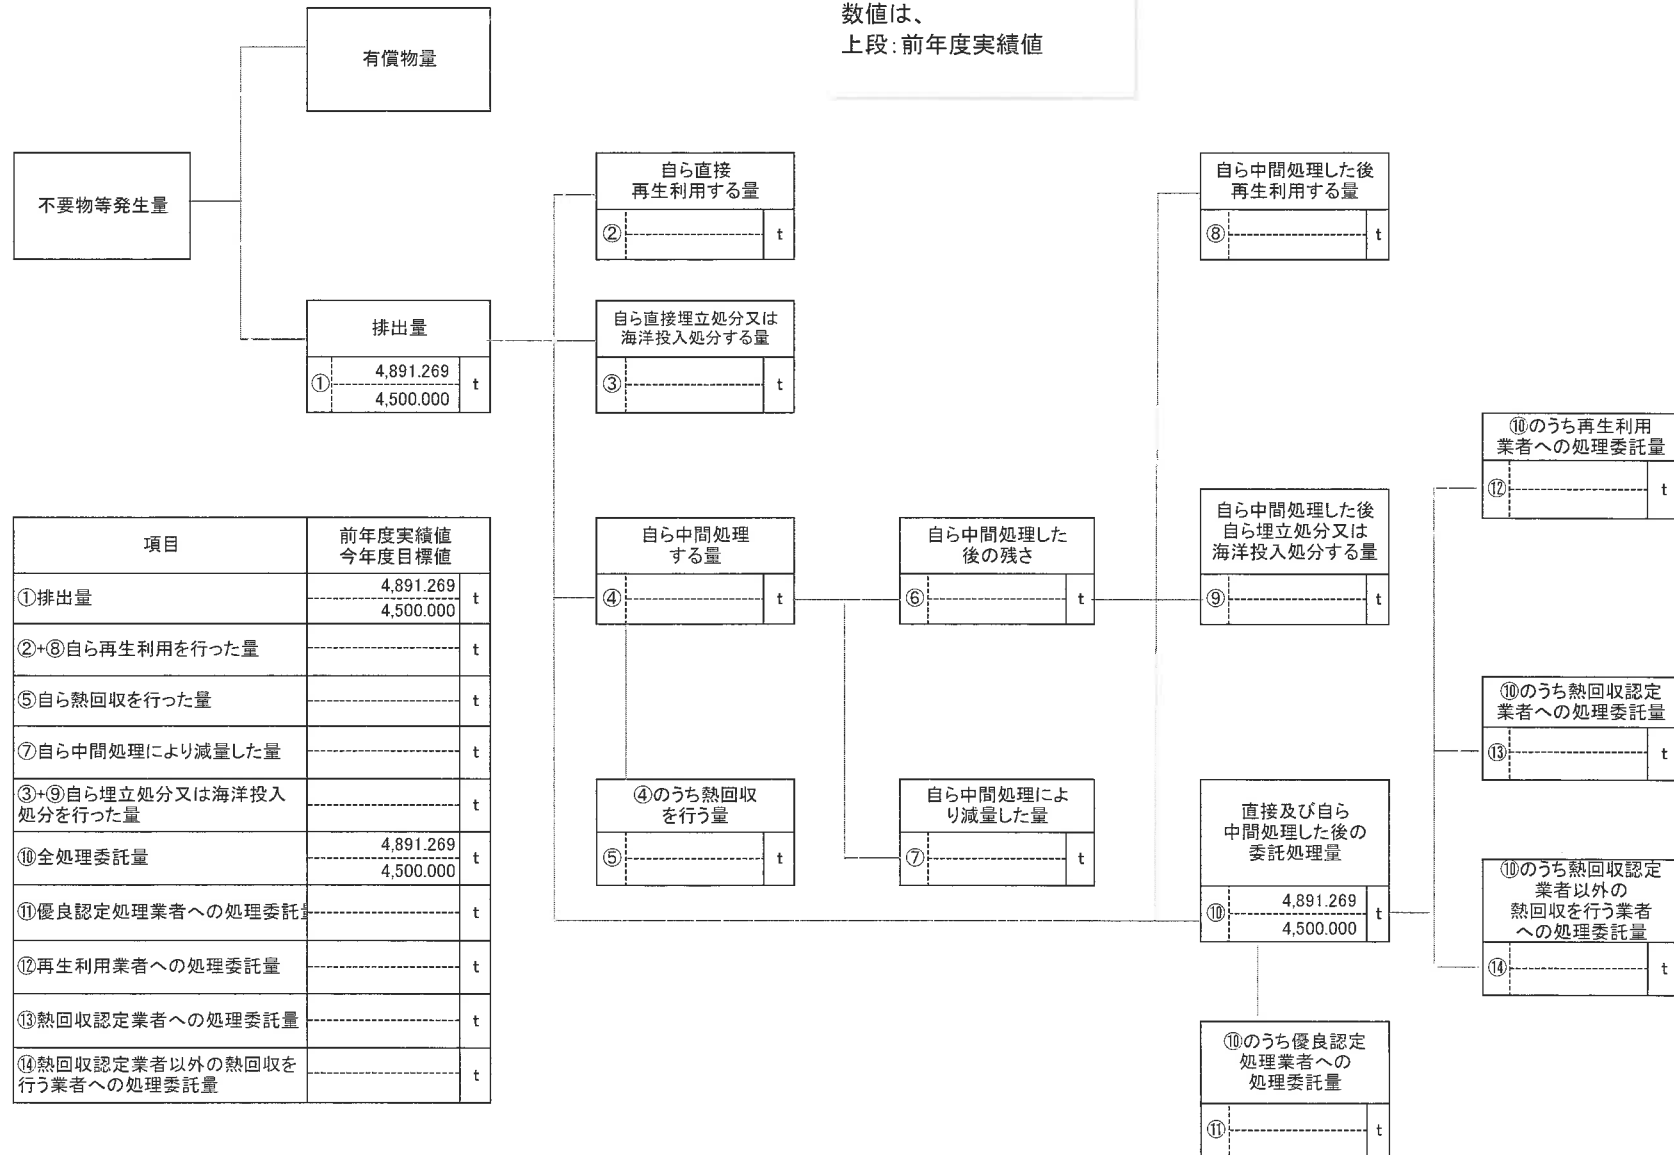 数値は、
上段:前年度実績値
有償物量
不要物等発生量
排出量
① 4,891.269 t
4,500.000
自ら直接
再生利用する量
② t
自ら直接埋立処分又は
海洋投入処分する量
③ t
自ら中間処理
する量
④ t
④のうち熱回収
を行う量
⑤ t
自ら中間処理した
後の残さ
⑥ t
自ら中間処理によ
り減量した量
⑦ t
自ら中間処理した後
再生利用する量
⑧ t
自ら中間処理した後
自ら埋立処分又は
海洋投入処分する量
⑨ t
直接及び自ら
中間処理した後の
委託処理量
⑩ 4,891.269 t
4,500.000
⑩のうち優良認定
処理業者への
処理委託量
⑪ t
⑩のうち再生利用
業者への処理委託量
⑫ t
⑩のうち熱回収認定
業者への処理委託量
⑬ t
⑩のうち熱回収認定
業者以外の
熱回収を行う業者
への処理委託量
⑭ t
項目 前年度実績値
今年度目標値
①排出量 4,891.269 t
4,500.000
②+⑧自ら再生利用を行った量 t
⑤自ら熱回収を行った量 t
⑦自ら中間処理により減量した量 t
③+⑨自ら埋立処分又は海洋投入
処分を行った量 t
⑩全処理委託量 4,891.269 t
4,500.000
⑪優良認定処理業者への処理委託 t
⑫再生利用業者への処理委託量 t
⑬熱回収認定業者への処理委託量 t
⑭熱回収認定業者以外の熱回収を
行う業者への処理委託量 t